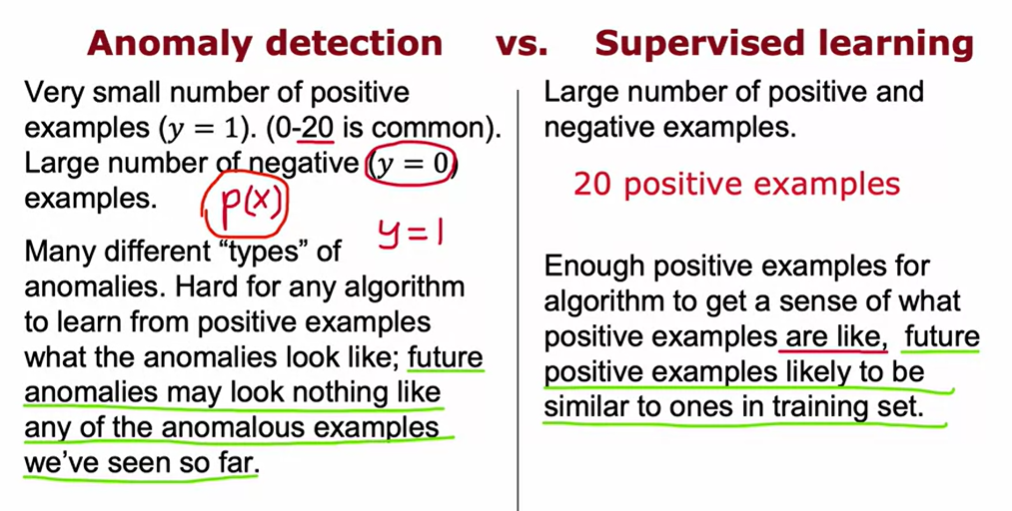 Anomaly detection vs. Supervised learning
Very small number of positive
examples (y = 1). (0-20 is common).
Large number of negative (y = 0)
examples.
p(x)
y=1
Many different “types” of
anomalies. Hard for any algorithm
to learn from positive examples
what the anomalies look like; future
anomalies may look nothing like
any of the anomalous examples
we’ve seen so far.
Large number of positive and
negative examples.
20 positive examples
Enough positive examples for
algorithm to get a sense of what
positive examples are like, future
positive examples likely to be
similar to ones in training set.